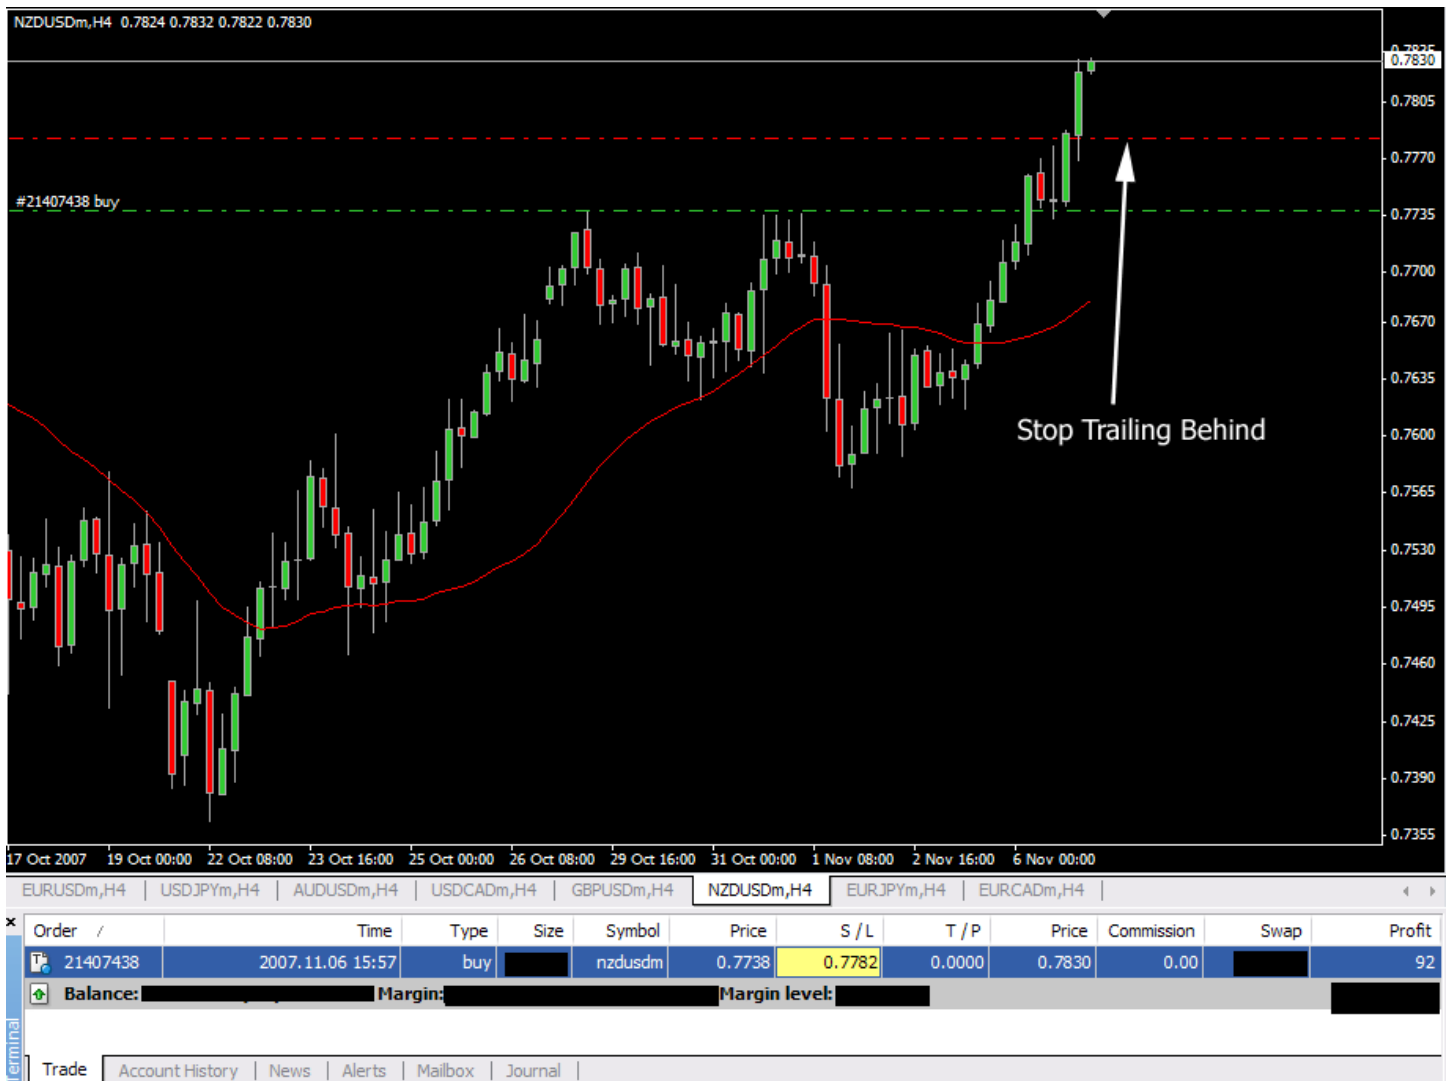 NZDUSDm,H4 0.7824 0.7832 0.7822 0.7830
0.7835
0.7830
0.7805
0.7770
#21407438 buy
0.7735
0.7700
0.7670
0.7635
Stop Trailing Behind
0.7600
0.7565
0.7530
0.7495
0.7460
0.7425
0.7390
0.7355
17 Oct 2007 19 Oct 00:00 22 Oct 08:00 23 Oct 16:00 25 Oct 00:00 26 Oct 08:00 29 Oct 16:00 31 Oct 00:00 1 Nov 08:00 2 Nov 16:00 6 Nov 00:00
EURUSDm,H4 USDJPYm,H4 AUDUSDm,H4 USDCADm,H4 GBPUSDm,H4 NZDUSDm,H4 EURJPYm,H4 EURCADm,H4
Order / Time Type Size Symbol Price S / L T / P Price Commission Swap Profit
21407438 2007.11.06 15:57 buy nzdusdm 0.7738 0.7782 0.0000 0.7830 0.00 92
Balance: Margin: Margin level:
Terminal
Trade Account History News Alerts Mailbox Journal